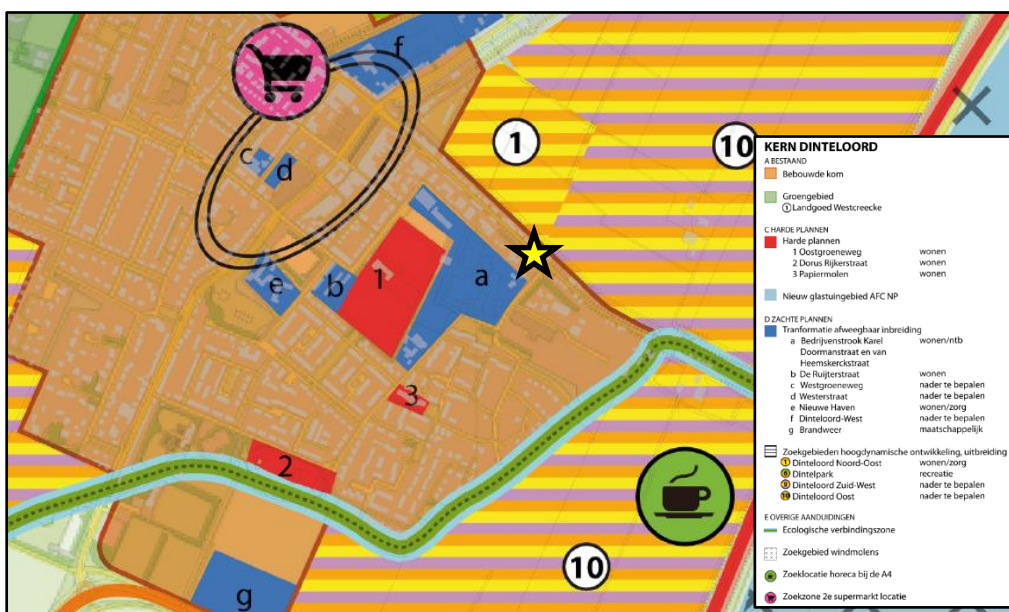 f
1
10
c
d
1
a
e
b
3
2
10
g
KERN DINTELOORD
A BESTAAND
Bebouwde kom
Groengebied
1 Landgoed Westcreecke
C HARDE PLANNEN
Harde plannen
1 Oostgroeneweg wonen
2 Dorus Rijkerstraat wonen
3 Papiermolen wonen
Nieuw glastuingebied AFC NP
D ZACHTE PLANNEN
Tranformatie afweegbaar inbreiding
a Bedrijvenstrook Karel wonen/ntb
Doormanstraat en van
Heemskerckstraat
b De Ruijterstraat wonen
c Westgroeneweg nader te bepalen
d Westerstraat nader te bepalen
e Nieuwe Haven wonen/zorg
f Dinteloord-West nader te bepalen
g Brandweer maatschappelijk
Zoekgebieden hoogdynamische ontwikkeling, uitbreiding
1 Dinteloord Noord-Oost wonen/zorg
6 Dintelpark recreatie
9 Dinteloord Zuid-West nader te bepalen
10 Dinteloord Oost nader te bepalen
E OVERIGE AANDUIDINGEN
Ecologische verbindingszone
Zoekgebied windmolens
Zoeklocatie horeca bij de A4
Zoekzone 2e supermarkt locatie